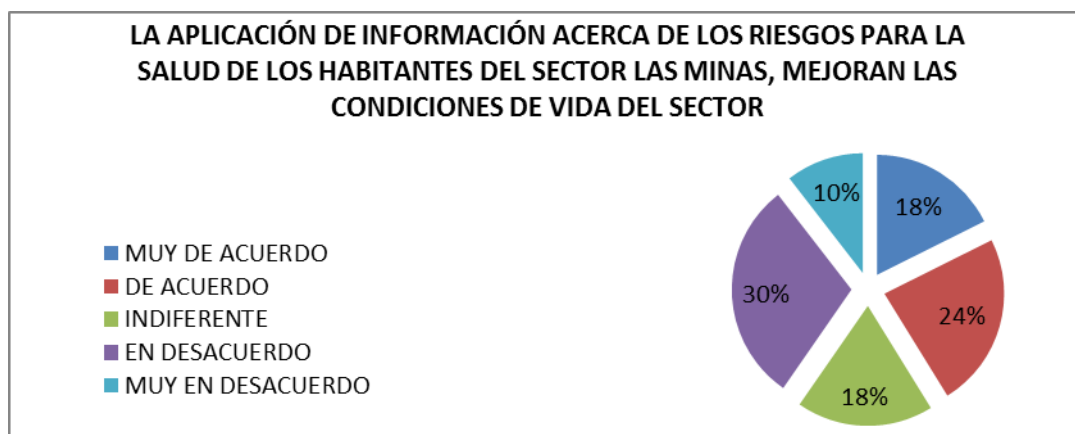 LA APLICACIÓN DE INFORMACIÓN ACERCA DE LOS RIESGOS PARA LA
SALUD DE LOS HABITANTES DEL SECTOR LAS MINAS, MEJORAN LAS
CONDICIONES DE VIDA DEL SECTOR
MUY DE ACUERDO
DE ACUERDO
INDIFERENTE
EN DESACUERDO
MUY EN DESACUERDO
10%
18%
30%
24%
18%